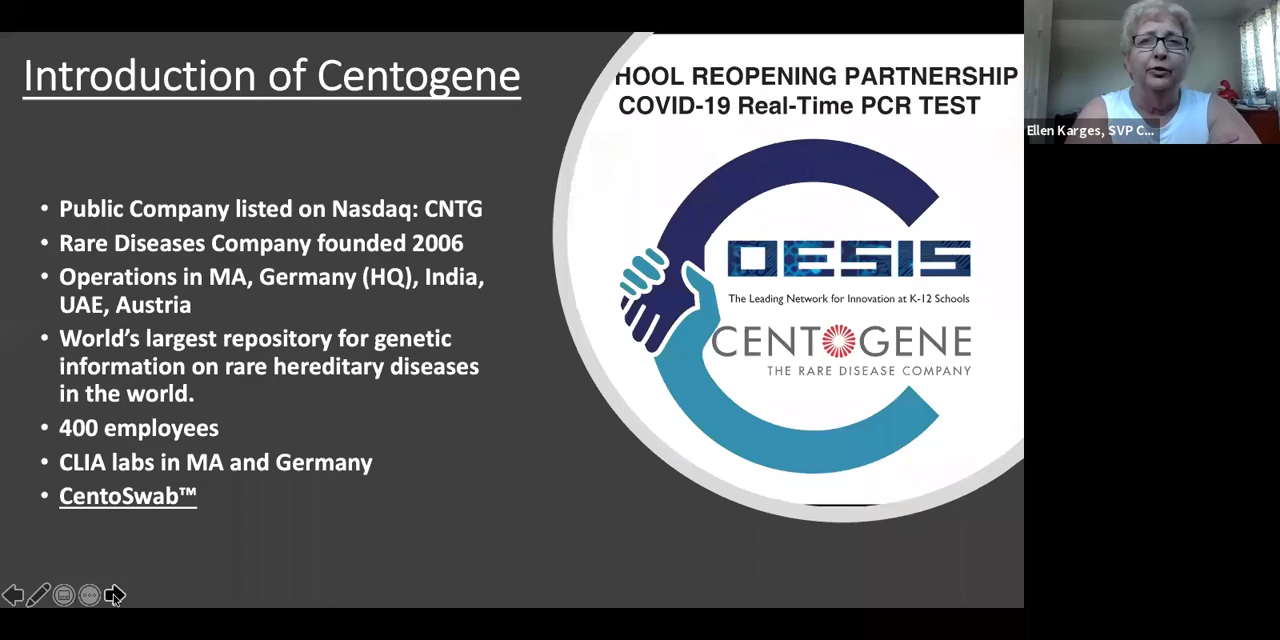 Introduction of Centogene
• Public Company listed on Nasdaq: CNTG
• Rare Diseases Company founded 2006
• Operations in MA, Germany (HQ), India,
UAE, Austria
• World’s largest repository for genetic
information on rare hereditary diseases
in the world.
• 400 employees
• CLIA labs in MA and Germany
• CentoSwab™
HOOL REOPENING PARTNERSHIP
COVID-19 Real-Time PCR TEST
OESIS
The Leading Network for Innovation at K-12 Schools
CENTOGENE
THE RARE DISEASE COMPANY
Ellen Karges, SVP C...